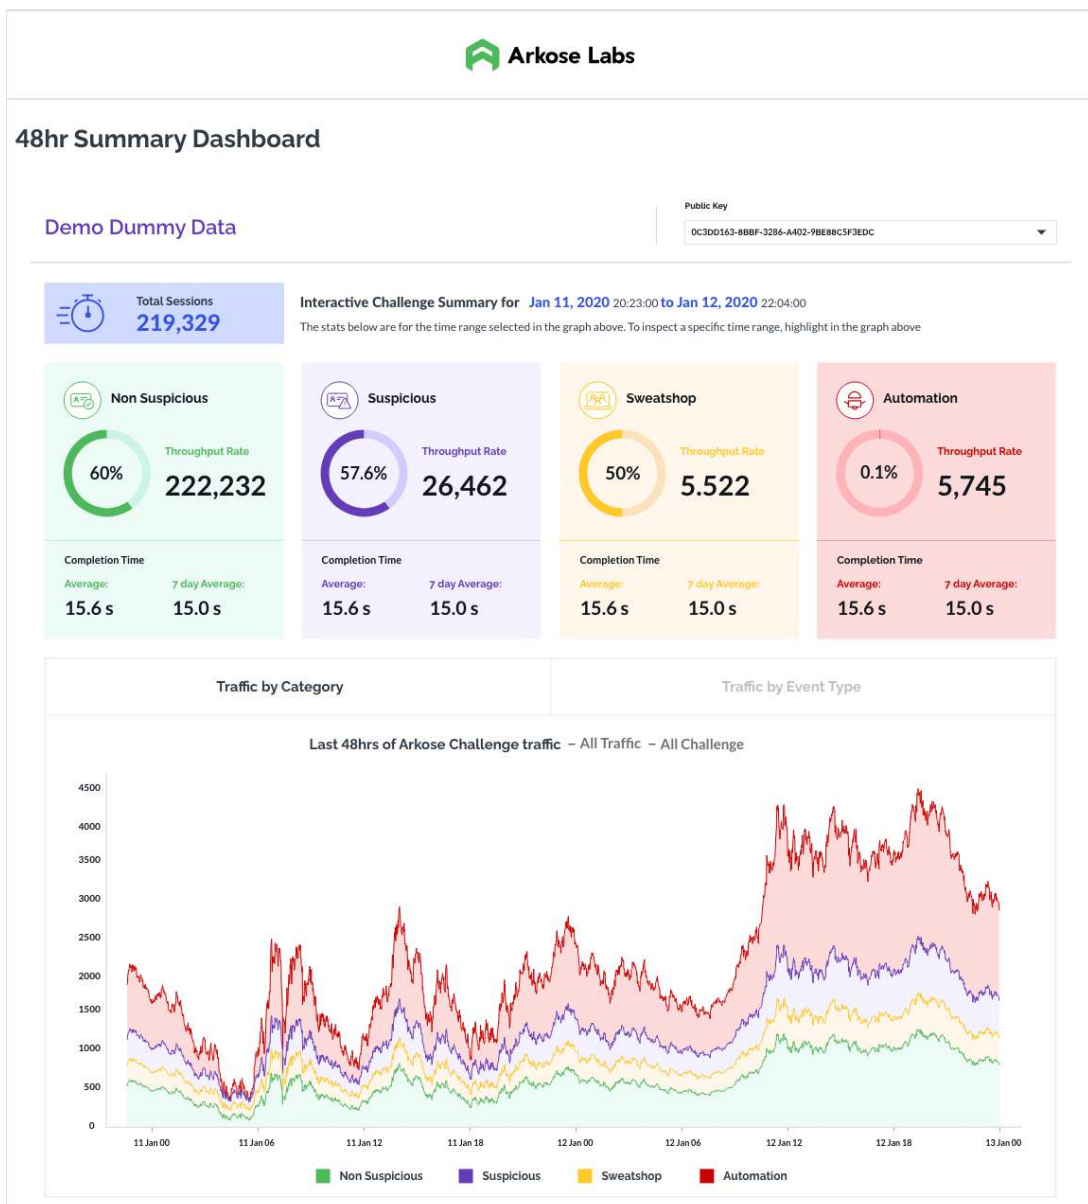 Arkose Labs
48hr Summary Dashboard
Demo Dummy Data
Public Key
0C3DD163-8BBF-3286-A402-9BE88C5F3EDC
Total Sessions
219,329
Interactive Challenge Summary for Jan 11, 2020 20:23:00 to Jan 12, 2020 22:04:00
The stats below are for the time range selected in the graph above. To inspect a specific time range, highlight in the graph above
Non Suspicious
60%
Throughput Rate
222,232
Completion Time
Average: 7 day Average:
15.6 s 15.0 s
Suspicious
57.6%
Throughput Rate
26,462
Completion Time
Average: 7 day Average:
15.6 s 15.0 s
Sweatshop
50%
Throughput Rate
5.522
Completion Time
Average: 7 day Average:
15.6 s 15.0 s
Automation
0.1%
Throughput Rate
5,745
Completion Time
Average: 7 day Average:
15.6 s 15.0 s
Traffic by Category
Traffic by Event Type
Last 48hrs of Arkose Challenge traffic – All Traffic – All Challenge
4500
4000
3500
3000
2500
2000
1500
1000
500
0
11 Jan 00 11 Jan 06 11 Jan 12 11 Jan 18 12 Jan 00 12 Jan 06 12 Jan 12 12 Jan 18 13 Jan 00
Non Suspicious Suspicious Sweatshop Automation